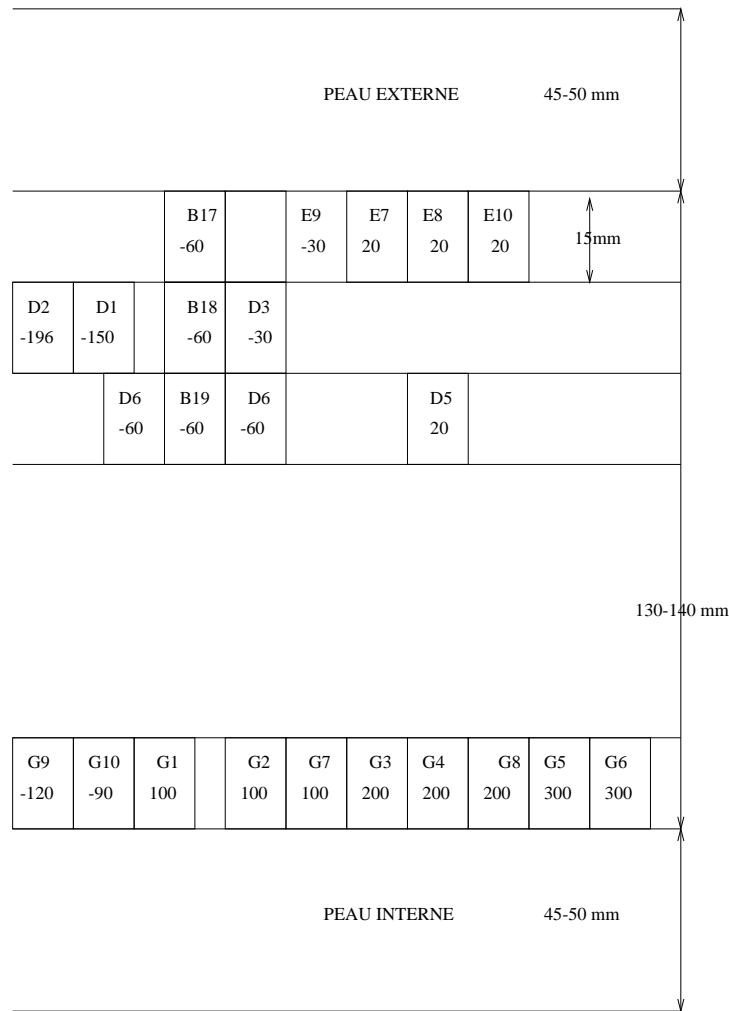 PEAU EXTERNE 45-50 mm
B17 E9 E7 E8 E10
-60 -30 20 20 20 15mm
D2 D1 B18 D3
-196 -150 -60 -30
D6 B19 D6 D5
-60 -60 -60 20
130-140 mm
G9 G10 G1 G2 G7 G3 G4 G8 G5 G6
-120 -90 100 100 100 200 200 200 300 300
PEAU INTERNE 45-50 mm